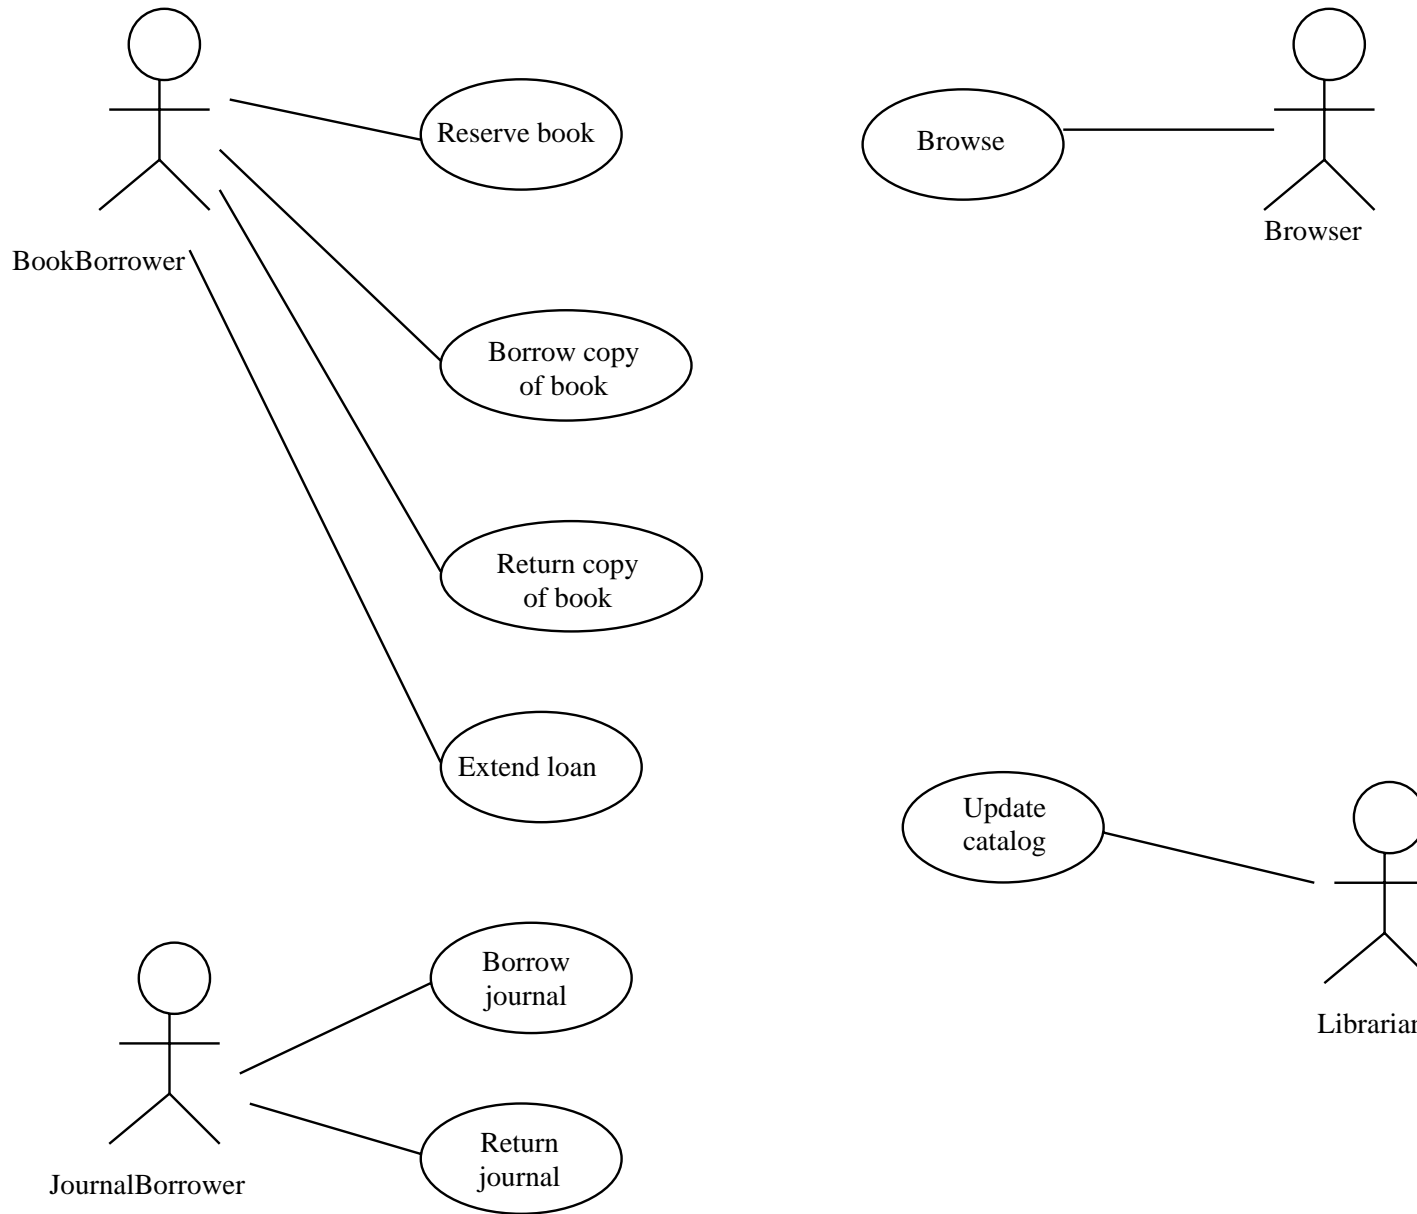 Reserve book
Browse
Browser
BookBorrower
Borrow copy
of book
Return copy
of book
Extend loan
Update
catalog
Borrow
journal
Librarian
Return
journal
JournalBorrower